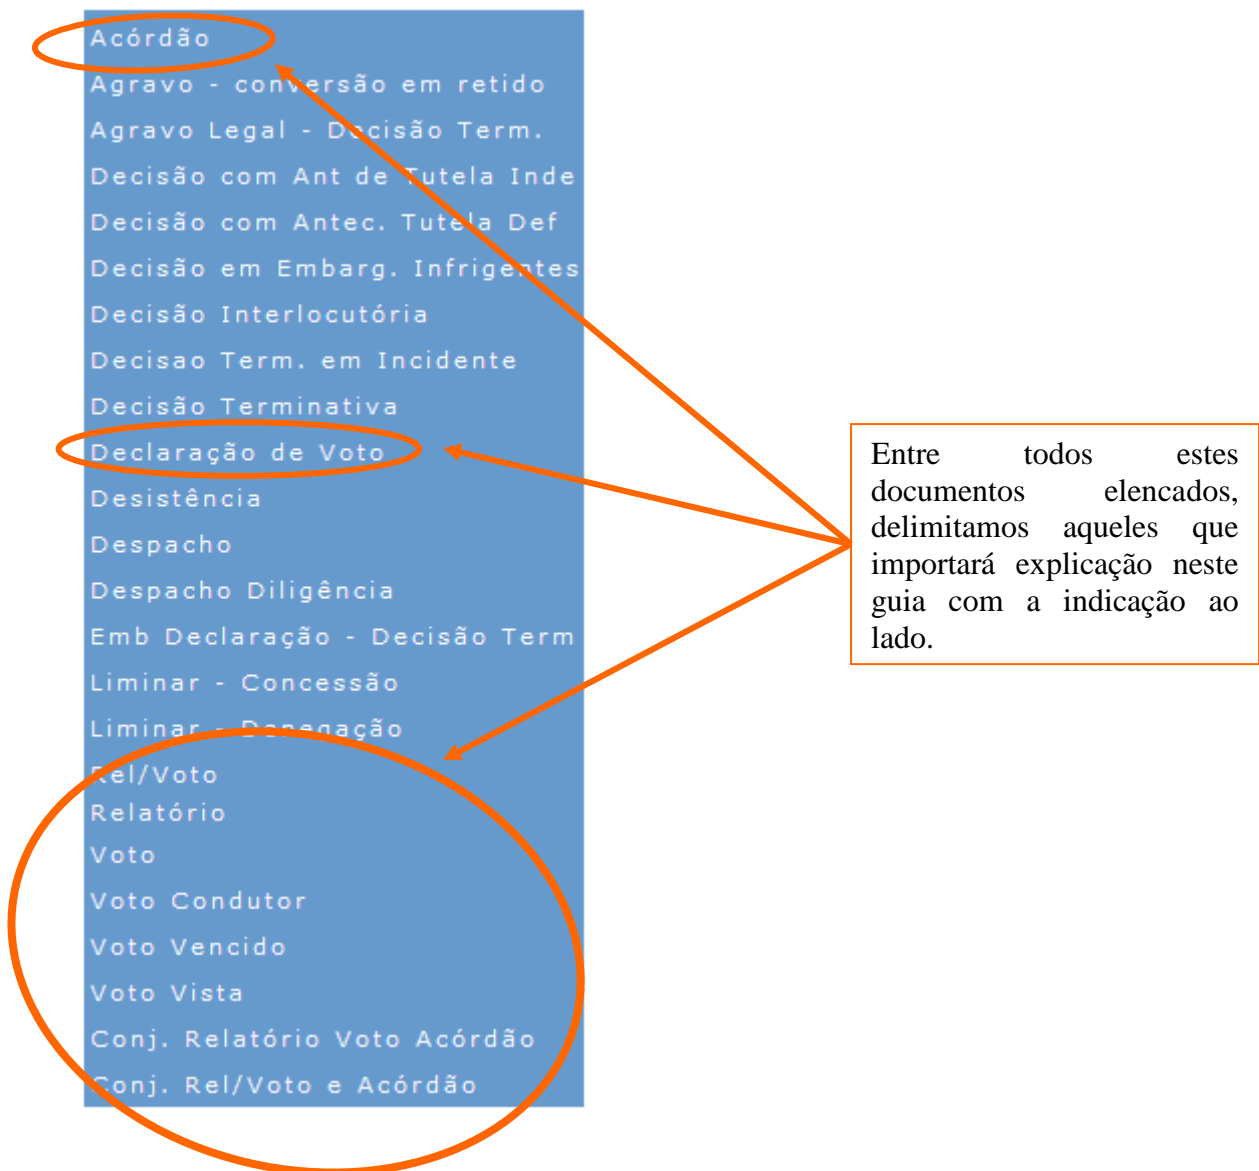 Acórdão
Agravo - conversão em retido
Agravo Legal - Decisão Term.
Decisão com Ant de Tutela Inde
Decisão com Antec. Tutela Def
Decisão em Embarg. Infrigentes
Decisão Interlocutória
Decisao Term. em Incidente
Decisão Terminativa
Declaração de Voto
Desistência
Despacho
Despacho Diligência
Emb Declaração - Decisão Term
Liminar - Concessão
Liminar - Denegação
Rel/Voto
Relatório
Voto
Voto Condutor
Voto Vencido
Voto Vista
Conj. Relatório Voto Acórdão
Conj. Rel/Voto e Acórdão
Entre todos estes
documentos elencados,
delimitamos aqueles que
importará explicação neste
guia com a indicação ao
lado.